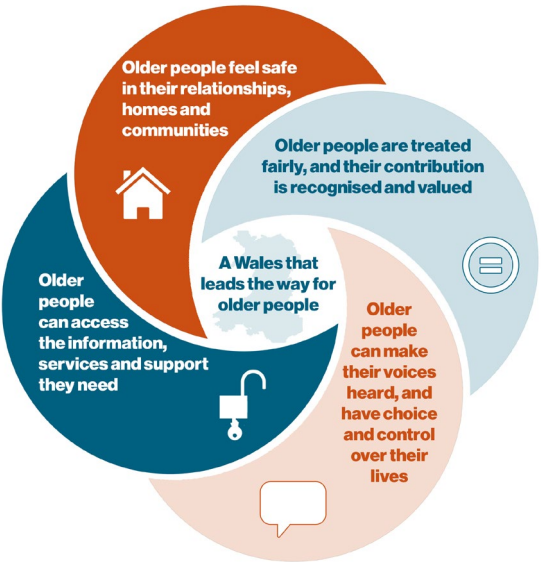 Older people feel safe
in their relationships,
homes and
communities
Older people are treated
fairly, and their contribution
is recognised and valued
A Wales that
leads the way for
older people
Older
people
can access
the information,
services and support
they need
Older
people
can make
their voices
heard, and
have choice
and control
over their
lives